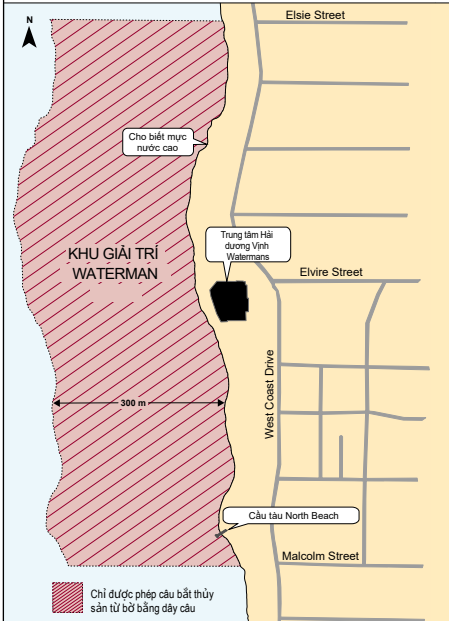 Elsie Street
N
Cho biết mực
nước cao
Trung tâm Hải
dương Vịnh
Watermans
KHU GIẢI TRÍ
WATERMAN
Elvire Street
300 m
West Coast Drive
Cầu tàu North Beach
Malcolm Street
Chỉ được phép câu bắt thủy
sản từ bờ bằng dây câu